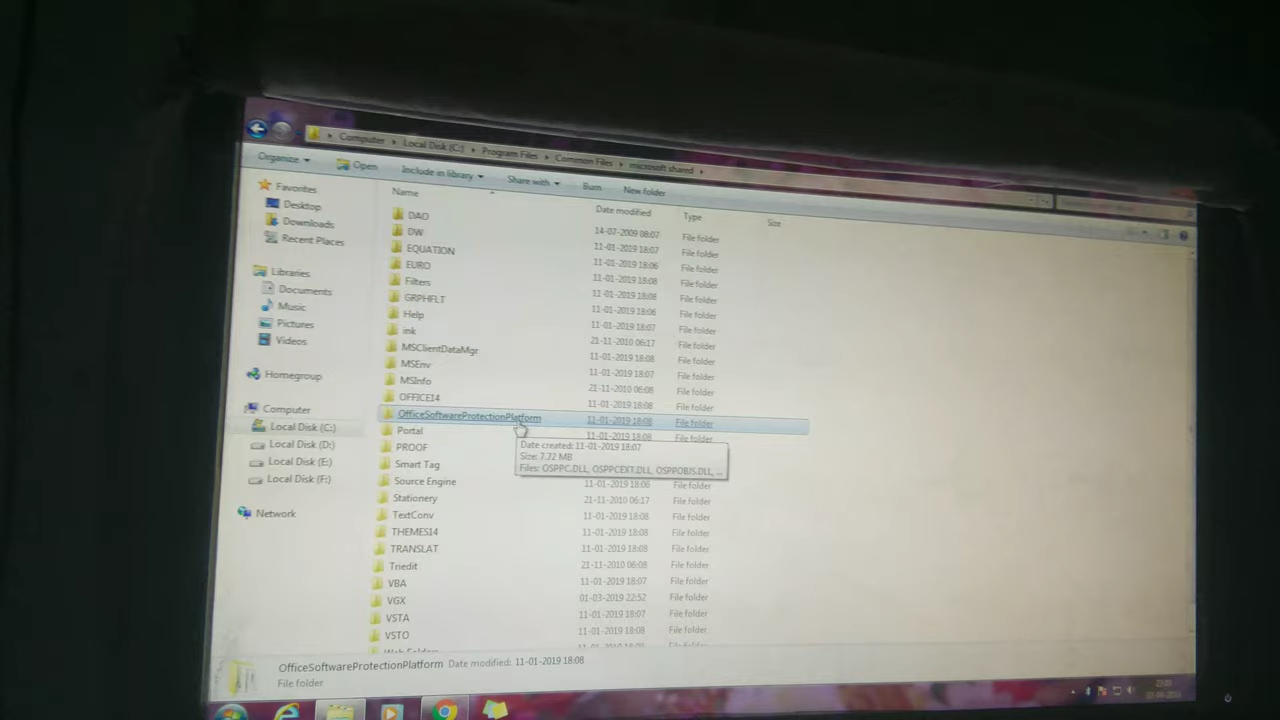 Computer Local Disk (C:) Program Files Common Files microsoft shared
Organize Open Include in library Share with Burn New folder
Name Date modified Type Size
Favorites
Desktop
Downloads
Recent Places
Libraries
Documents
Music
Pictures
Videos
Homegroup
Computer
Local Disk (C:)
Local Disk (D:)
Local Disk (E:)
Local Disk (F:)
Network
DAO 14-07-2009 08:07 File folder
DW 11-01-2019 18:07 File folder
EQUATION 11-01-2019 18:06 File folder
EURO 11-01-2019 18:08 File folder
Filters 11-01-2019 18:08 File folder
GRPHFLT 11-01-2019 18:06 File folder
Help 11-01-2019 18:07 File folder
ink 21-11-2010 06:17 File folder
MSClientDataMgr 11-01-2019 18:08 File folder
MSEnv 11-01-2019 18:07 File folder
MSInfo 21-11-2010 06:08 File folder
OFFICE14 11-01-2019 18:08 File folder
OfficeSoftwareProtectionPlatform 11-01-2019 18:08 File folder
Portal 11-01-2019 18:08 File folder
PROOF
Date created: 11-01-2019 18:07
Size: 7.72 MB
Files: OSPPC.DLL, OSPPCEXT.DLL, OSPPOBJS.DLL, ...
Smart Tag
Source Engine 11-01-2019 18:06 File folder
Stationery 21-11-2010 06:17 File folder
TextConv 11-01-2019 18:08 File folder
THEMES14 11-01-2019 18:08 File folder
TRANSLAT 11-01-2019 18:08 File folder
Triedit 21-11-2010 06:08 File folder
VBA 11-01-2019 18:07 File folder
VGX 01-03-2019 22:52 File folder
VSTA 11-01-2019 18:07 File folder
VSTO 11-01-2019 18:08 File folder
Web Folders
OfficeSoftwareProtectionPlatform Date modified: 11-01-2019 18:08
File folder